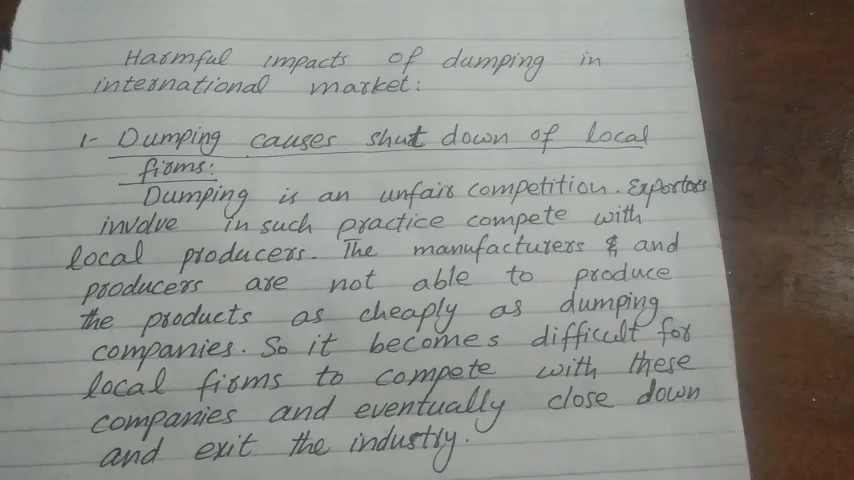 Harmful impacts of dumping in
international market:
1- Dumping causes shut down of local
firms:
Dumping is an unfair competition. Exporters
involve in such practice compete with
local producers. The manufacturers & and
producers are not able to produce
the products as cheaply as dumping
companies. So it becomes difficult for
local firms to compete with these
companies and eventually close down
and exit the industry.